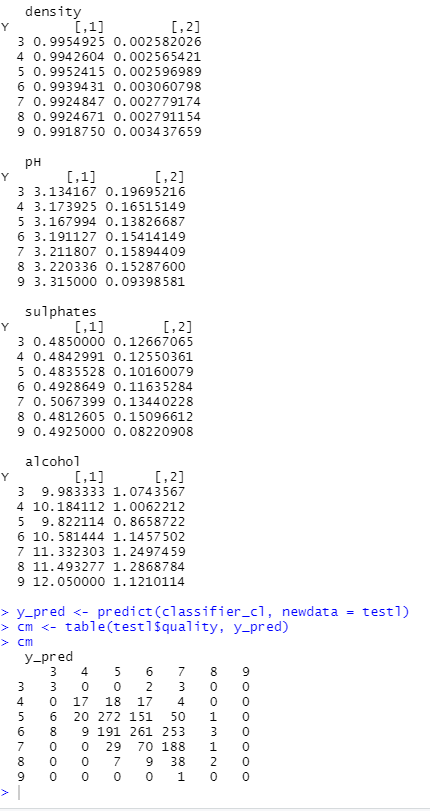 density
Y [,1] [,2]
3 0.9954925 0.002582026
4 0.9942604 0.002565421
5 0.9952415 0.002596989
6 0.9939431 0.003060798
7 0.9924847 0.002779174
8 0.9924671 0.002791154
9 0.9918750 0.003437659
pH
Y [,1] [,2]
3 3.134167 0.19695216
4 3.173925 0.16515149
5 3.167994 0.13826687
6 3.191127 0.15414149
7 3.211807 0.15894409
8 3.220336 0.15287600
9 3.315000 0.09398581
sulphates
Y [,1] [,2]
3 0.4850000 0.12667065
4 0.4842991 0.12550361
5 0.4835528 0.10160079
6 0.4928649 0.11635284
7 0.5067399 0.13440228
8 0.4812605 0.15096612
9 0.4925000 0.08220908
alcohol
Y [,1] [,2]
3 9.983333 1.0743567
4 10.184112 1.0062212
5 9.822114 0.8658722
6 10.581444 1.1457502
7 11.332303 1.2497459
8 11.493277 1.2868784
9 12.050000 1.1210114
> y_pred <- predict(classifier_cl, newdata = testl)
> cm <- table(testl$quality, y_pred)
> cm
y_pred
3 4 5 6 7 8 9
3 3 0 0 2 3 0 0
4 0 17 18 17 4 0 0
5 6 20 272 151 50 1 0
6 8 9 191 261 253 3 0
7 0 0 29 70 188 1 0
8 0 0 7 9 38 2 0
9 0 0 0 0 1 0 0
>